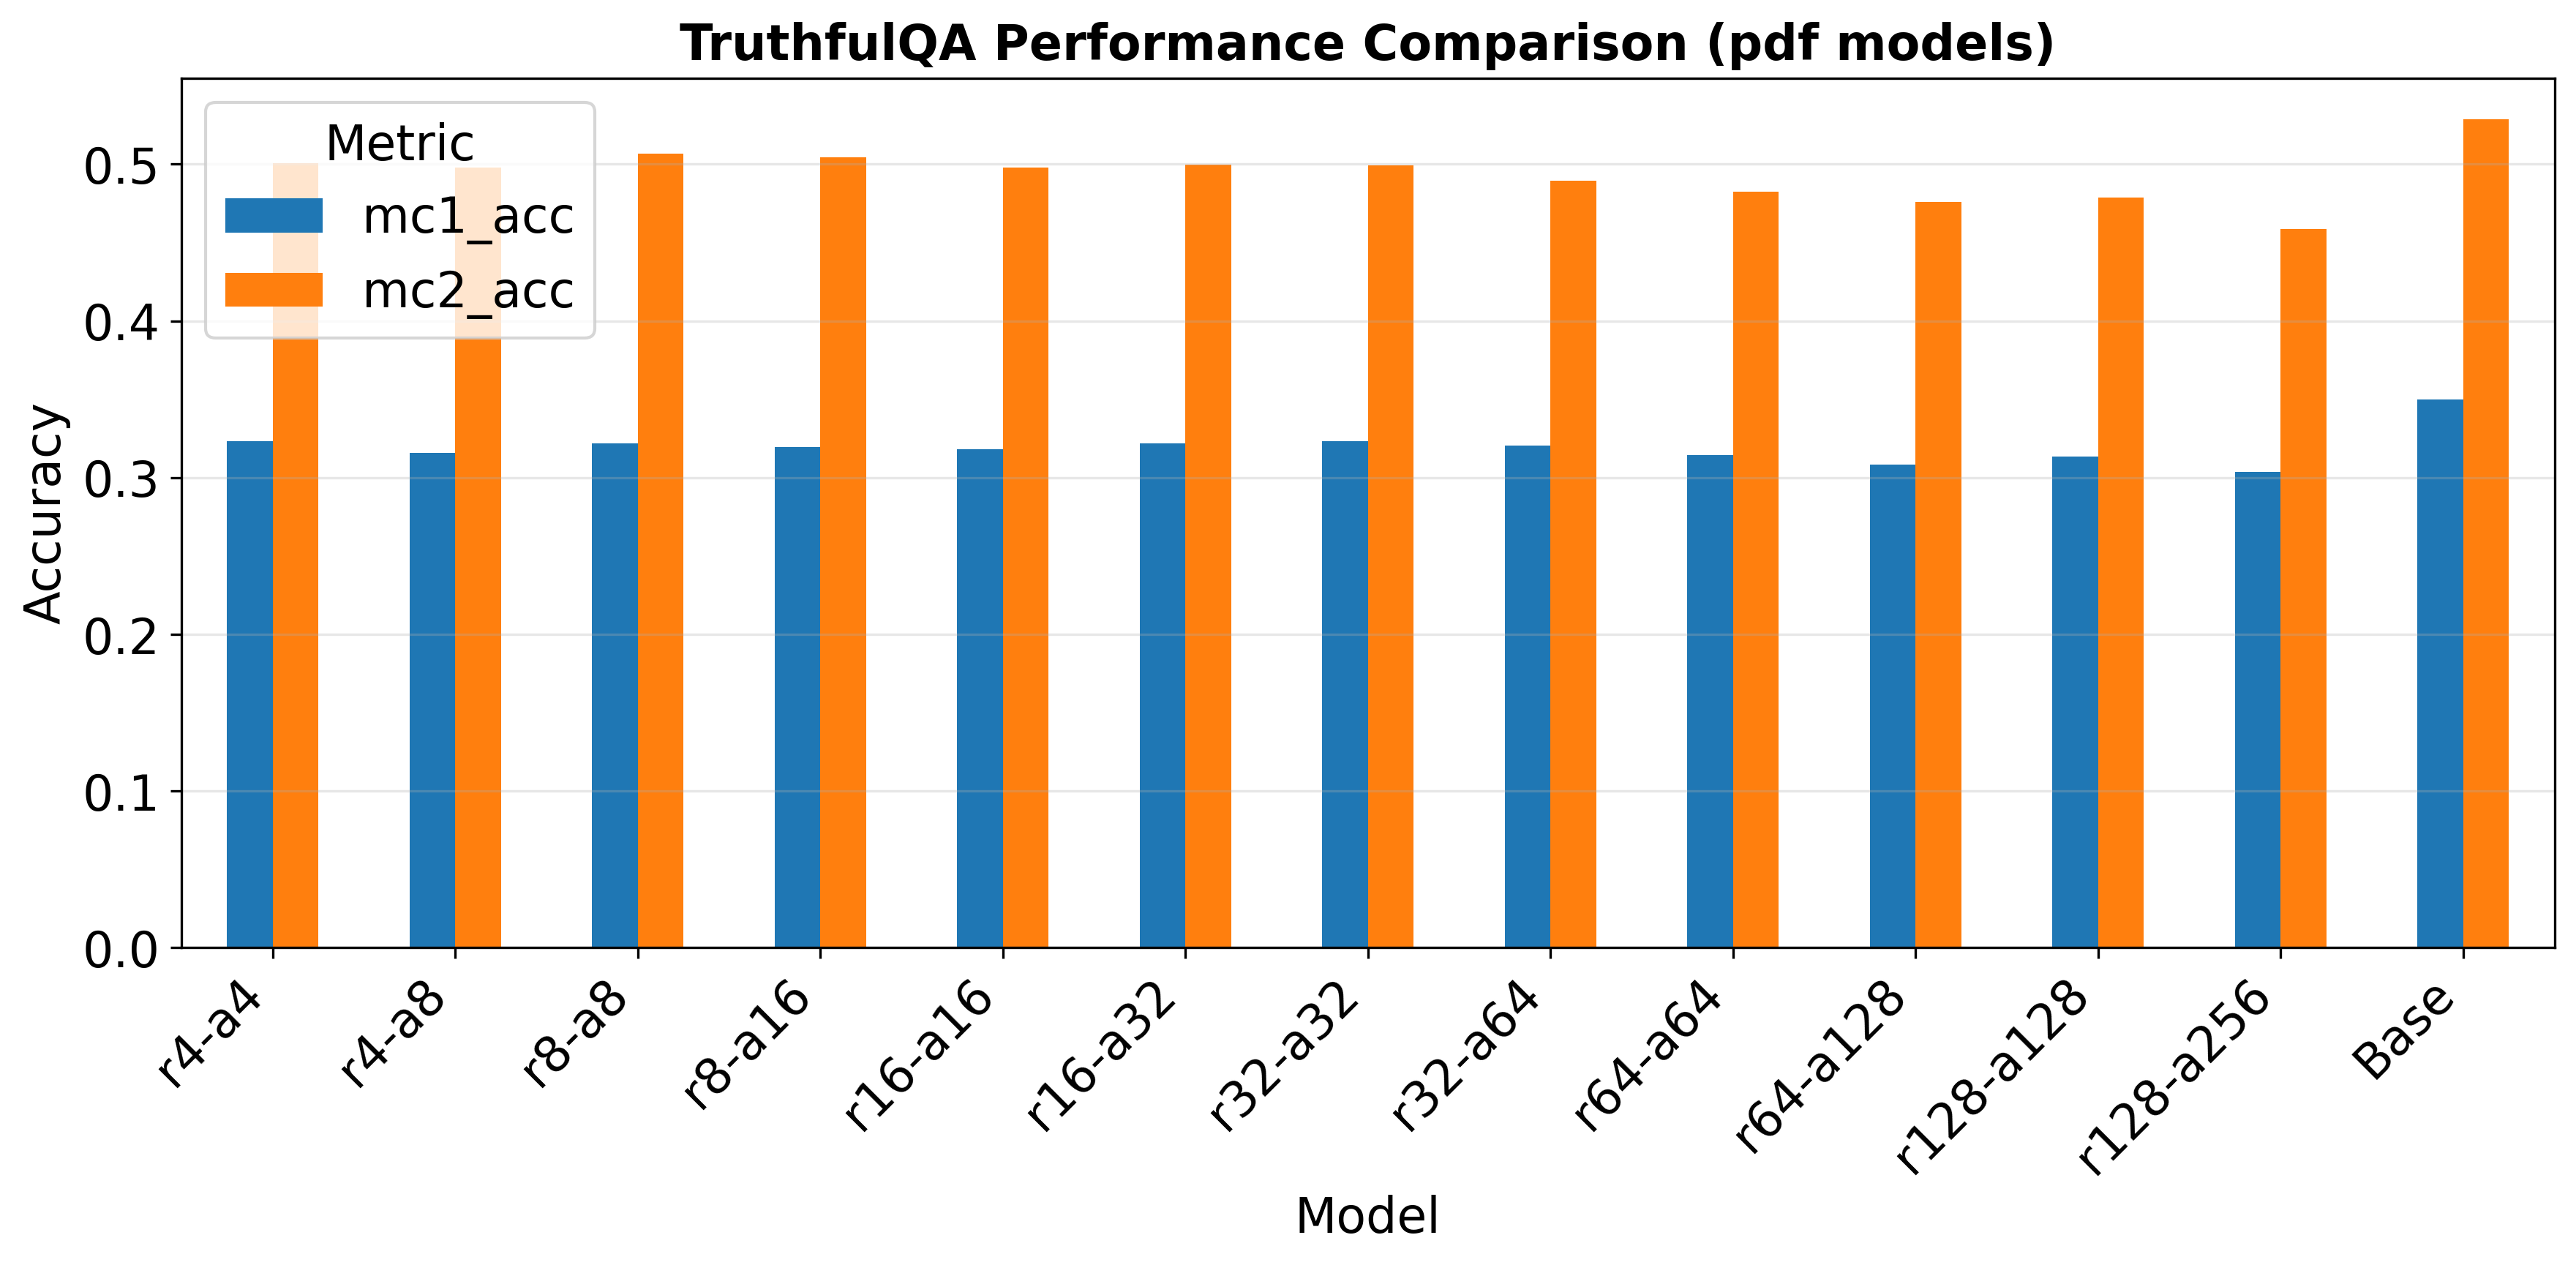 TruthfulQA Performance Comparison (pdf models)
Metric
mc1_acc
mc2_acc
Accuracy
0.5
0.4
0.3
0.2
0.1
0.0
r4-a4
r4-a8
r8-a8
r8-a16
r16-a16
r16-a32
r32-a32
r32-a64
r64-a64
r64-a128
r128-a128
r128-a256
Base
Model